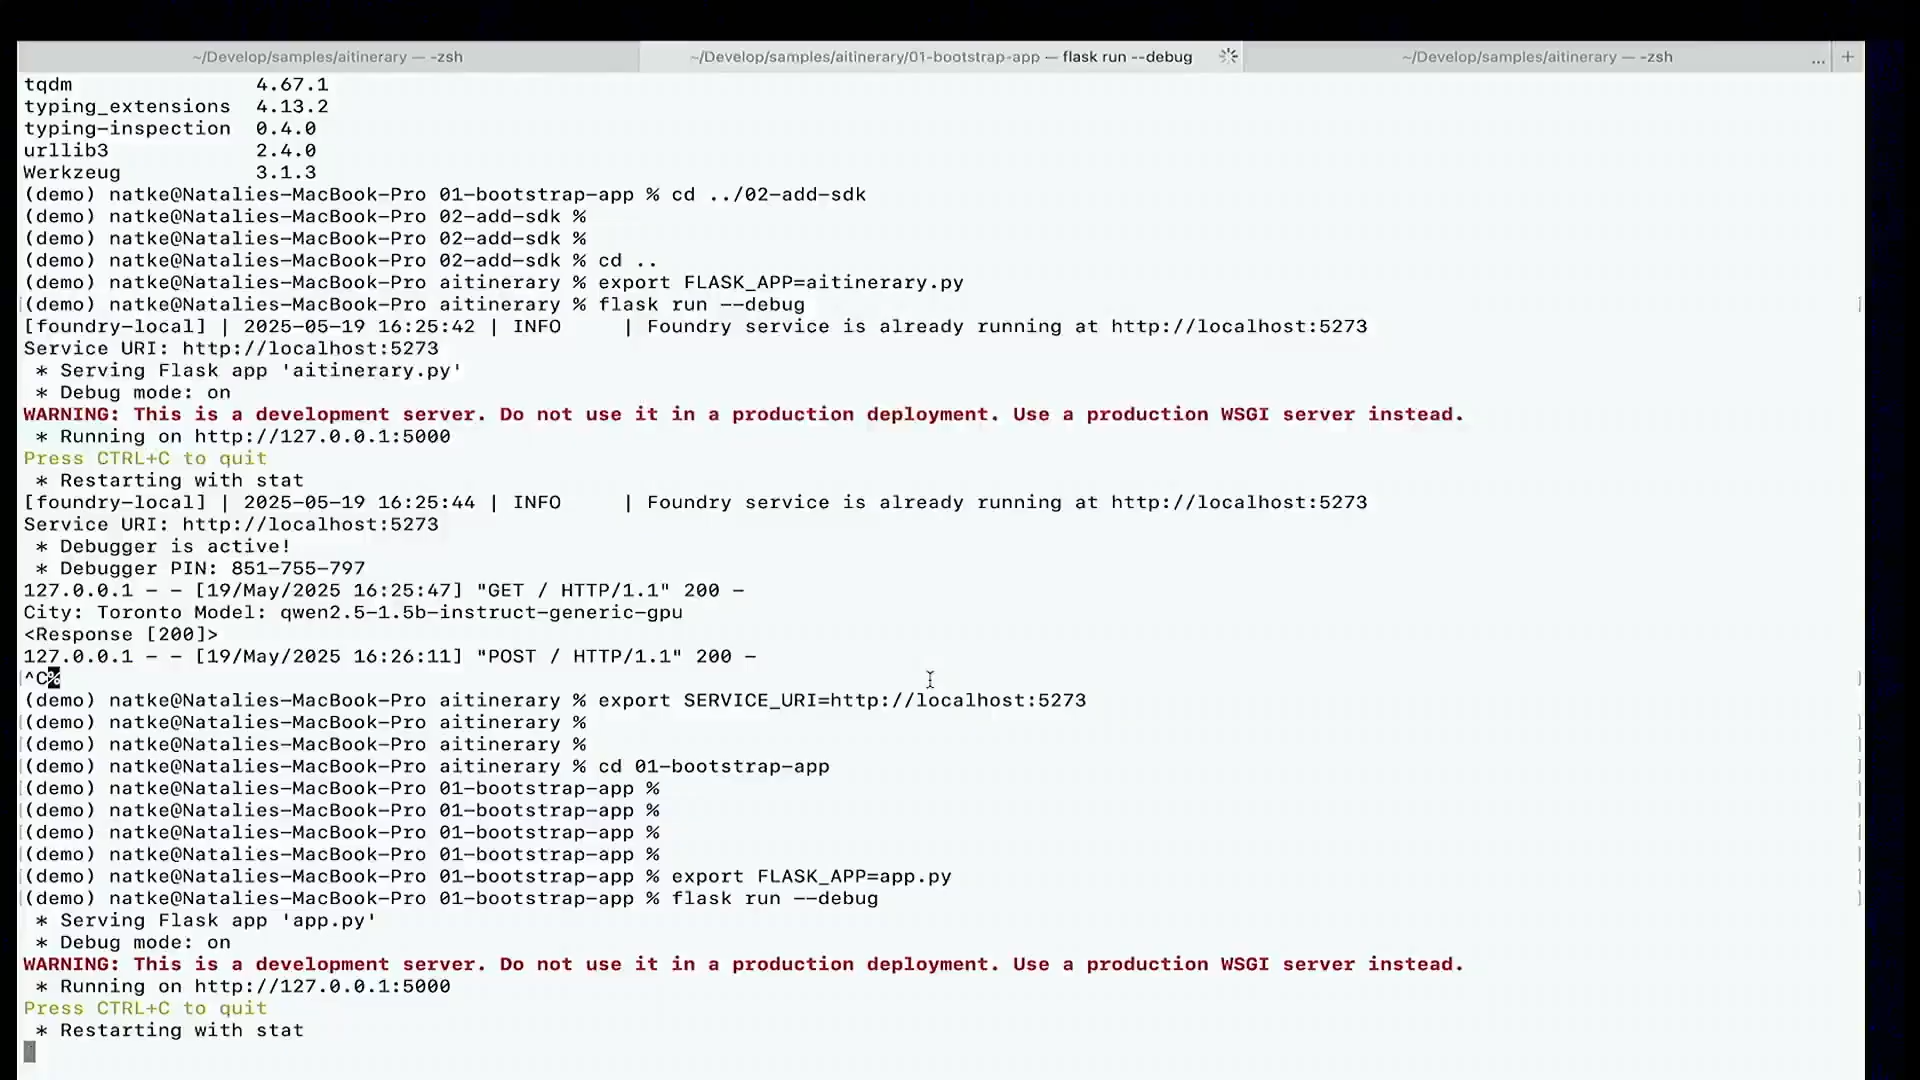 ~/Develop/samples/aitinerary — -zsh
~/Develop/samples/aitinerary/01-bootstrap-app — flask run --debug
~/Develop/samples/aitinerary — -zsh
... +
tqdm 4.67.1
typing_extensions 4.13.2
typing-inspection 0.4.0
urllib3 2.4.0
Werkzeug 3.1.3
(demo) natke@Natalies-MacBook-Pro 01-bootstrap-app % cd ../02-add-sdk
(demo) natke@Natalies-MacBook-Pro 02-add-sdk %
(demo) natke@Natalies-MacBook-Pro 02-add-sdk %
(demo) natke@Natalies-MacBook-Pro 02-add-sdk % cd ..
(demo) natke@Natalies-MacBook-Pro aitinerary % export FLASK_APP=aitinerary.py
(demo) natke@Natalies-MacBook-Pro aitinerary % flask run --debug
[foundry-local] | 2025-05-19 16:25:42 | INFO     | Foundry service is already running at http://localhost:5273
Service URI: http://localhost:5273
* Serving Flask app 'aitinerary.py'
* Debug mode: on
WARNING: This is a development server. Do not use it in a production deployment. Use a production WSGI server instead.
* Running on http://127.0.0.1:5000
Press CTRL+C to quit
* Restarting with stat
[foundry-local] | 2025-05-19 16:25:44 | INFO     | Foundry service is already running at http://localhost:5273
Service URI: http://localhost:5273
* Debugger is active!
* Debugger PIN: 851-755-797
127.0.0.1 - - [19/May/2025 16:25:47] "GET / HTTP/1.1" 200 -
City: Toronto Model: qwen2.5-1.5b-instruct-generic-gpu
<Response [200]>
127.0.0.1 - - [19/May/2025 16:26:11] "POST / HTTP/1.1" 200 -
^C%
(demo) natke@Natalies-MacBook-Pro aitinerary % export SERVICE_URI=http://localhost:5273
(demo) natke@Natalies-MacBook-Pro aitinerary %
(demo) natke@Natalies-MacBook-Pro aitinerary %
(demo) natke@Natalies-MacBook-Pro aitinerary % cd 01-bootstrap-app
(demo) natke@Natalies-MacBook-Pro 01-bootstrap-app %
(demo) natke@Natalies-MacBook-Pro 01-bootstrap-app %
(demo) natke@Natalies-MacBook-Pro 01-bootstrap-app %
(demo) natke@Natalies-MacBook-Pro 01-bootstrap-app %
(demo) natke@Natalies-MacBook-Pro 01-bootstrap-app % export FLASK_APP=app.py
(demo) natke@Natalies-MacBook-Pro 01-bootstrap-app % flask run --debug
* Serving Flask app 'app.py'
* Debug mode: on
WARNING: This is a development server. Do not use it in a production deployment. Use a production WSGI server instead.
* Running on http://127.0.0.1:5000
Press CTRL+C to quit
* Restarting with stat